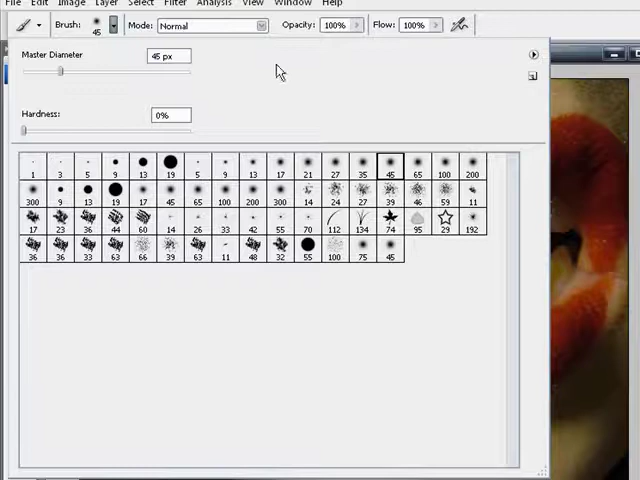 File Edit Image Layer Select Filter Analysis View Window Help
Brush: 45 Mode: Normal Opacity: 100% Flow: 100%
Master Diameter 45 px
Hardness: 0%
1 3 5 9 13 19 5 9 13 17 21 27 35 45 65 100 200
300 9 13 19 17 45 65 100 200 300 14 24 27 39 46 59 11
17 23 36 44 60 14 26 33 42 55 70 112 134 74 95 29 192
36 36 33 63 66 39 63 11 48 32 55 100 75 45